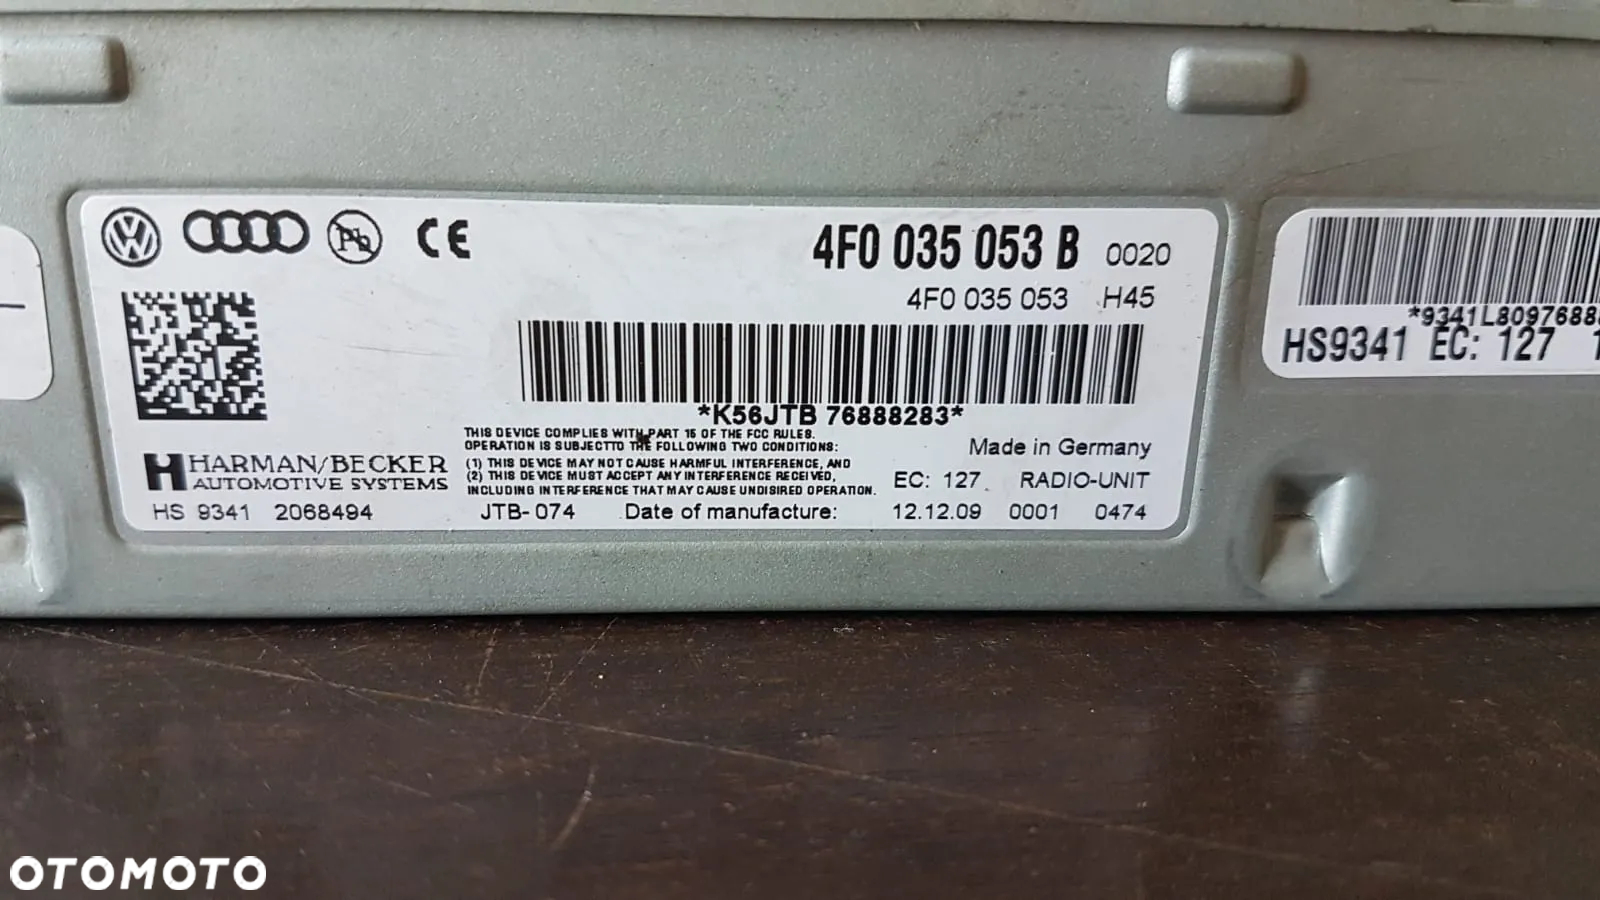 4F0 035 053 B 0020
4F0 035 053 H45
*K56JTB 76888283*
THIS DEVICE COMPLIES WITH PART 15 OF THE FCC RULES.
OPERATION IS SUBJECTTO THE FOLLOWING TWO CONDITIONS:
(1) THIS DEVICE MAY NOT CAUSE HARMFUL INTERFERENCE, AND
(2) THIS DEVICE MUST ACCEPT ANY INTERFERENCE RECEIVED,
INCLUDING INTERFERENCE THAT MAY CAUSE UNDISIRED OPERATION.
Made in Germany
HARMAN/BECKER
AUTOMOTIVE SYSTEMS
EC: 127 RADIO-UNIT
HS 9341 2068494 JTB-074 Date of manufacture: 12.12.09 0001 0474
HS9341 EC: 127
OTOMOTO